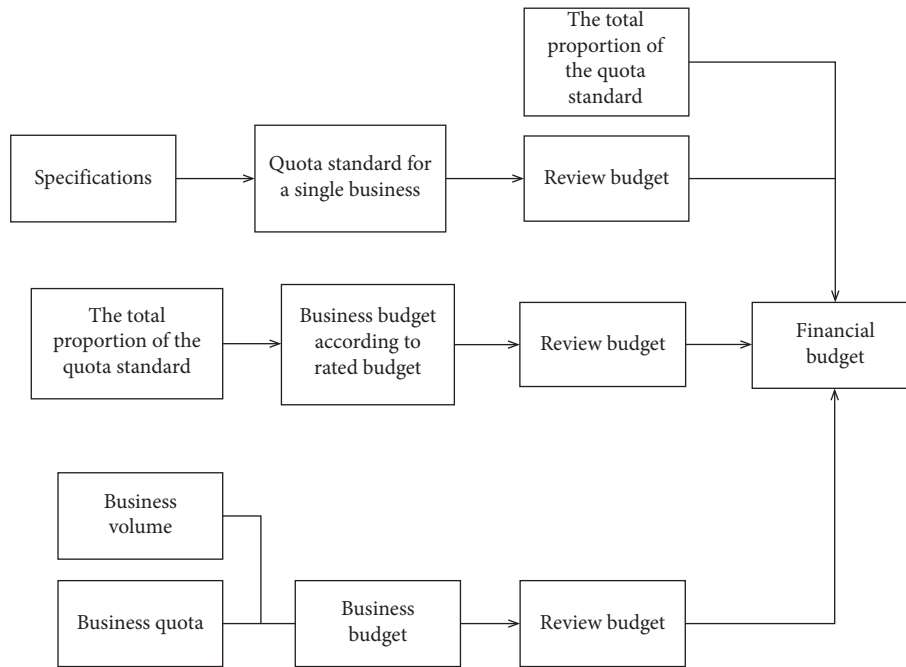 The total
proportion of
the quota
standard
Specifications
Quota standard for
a single business
Review budget
The total
proportion of the
quota standard
Business budget
according to
rated budget
Review budget
Financial
budget
Business
volume
Business quota
Business
budget
Review budget